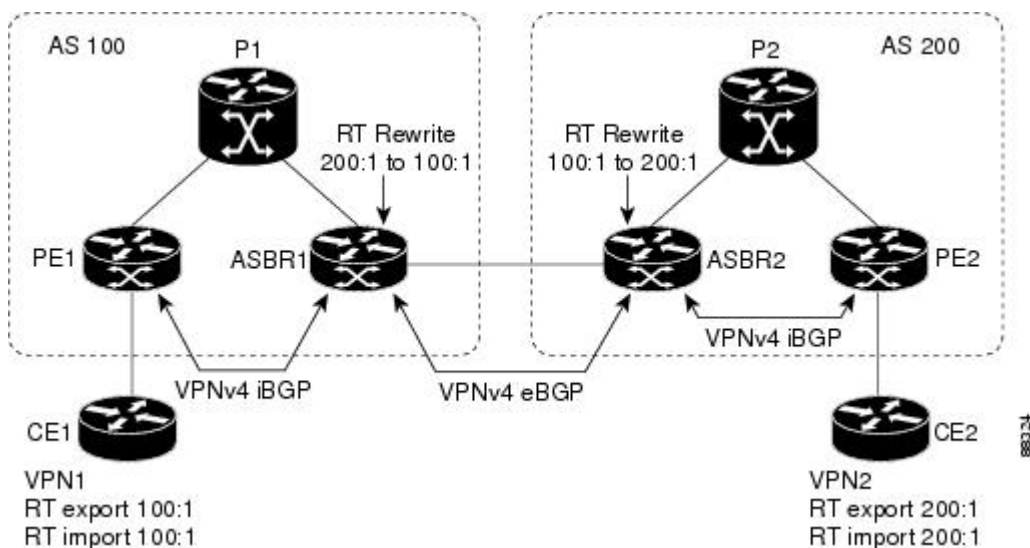 AS 100
P1
P2
AS 200
RT Rewrite
200:1 to 100:1
RT Rewrite
100:1 to 200:1
PE1
ASBR1
ASBR2
PE2
VPNv4 iBGP
VPNv4 eBGP
VPNv4 iBGP
CE1
CE2
VPN1
RT export 100:1
RT import 100:1
VPN2
RT export 200:1
RT import 200:1